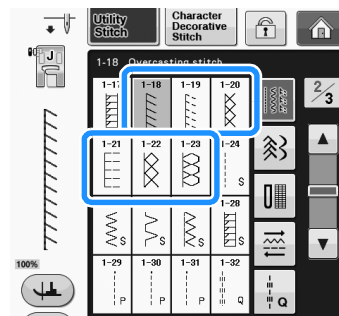 Utility
Stitch
Character
Decorative
Stitch
J
1-18 Overcasting stitch
1-17 1-18 1-19 1-20
2/3
1-21 1-22 1-23 1-24
S
1-28
S S S S
100%
1-29 1-30 1-31 1-32
P P P Q
Q